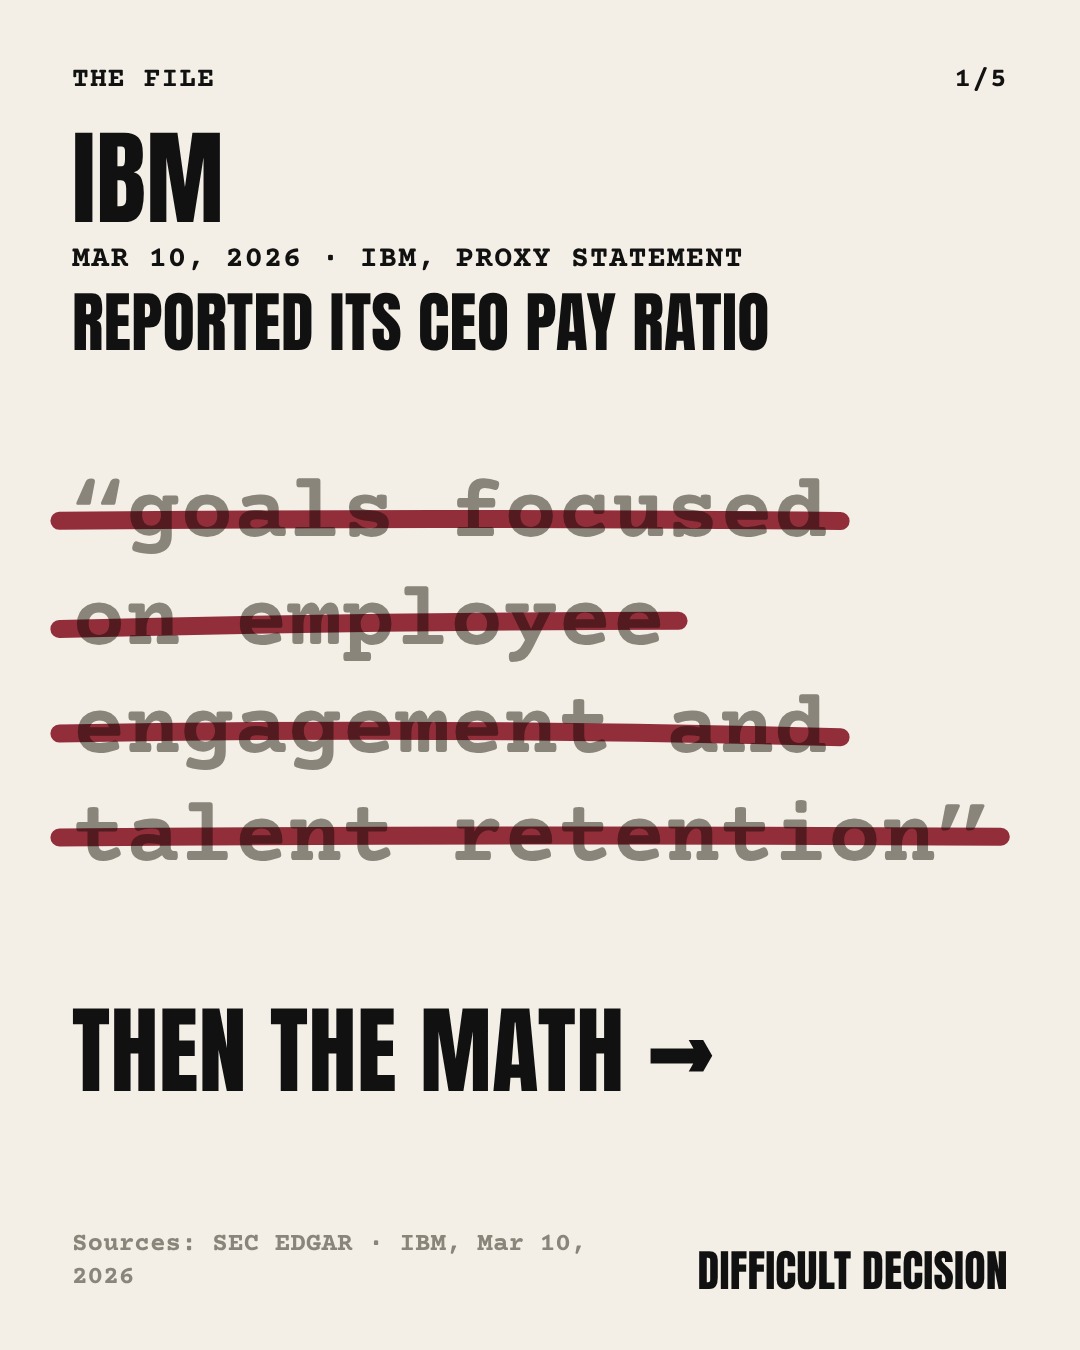 THE FILE
1/5
IBM
MAR 10, 2026 · IBM, PROXY STATEMENT
REPORTED ITS CEO PAY RATIO
“goals focused
on employee
engagement and
talent retention”
THEN THE MATH →
Sources: SEC EDGAR · IBM, Mar 10,
2026
DIFFICULT DECISION